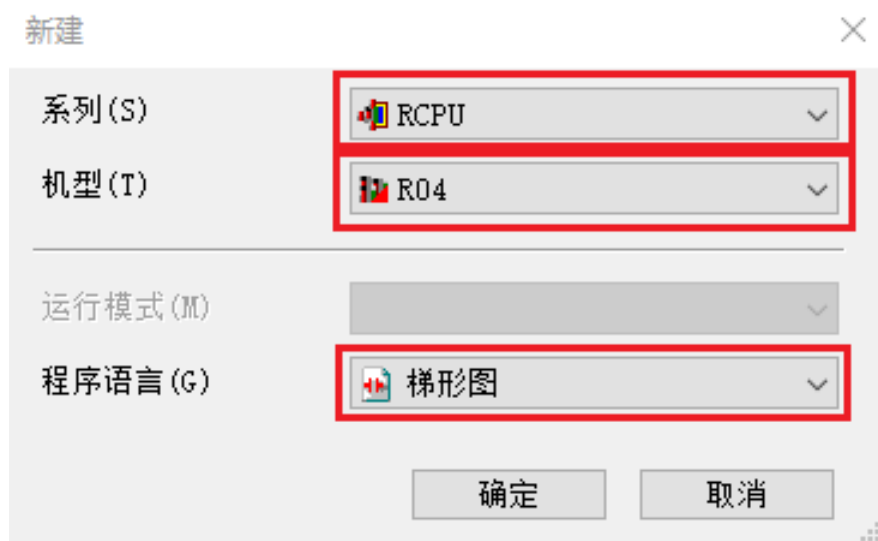 新建
系列(S) RCPU
机型(T) R04
运行模式(M)
程序语言(G) 梯形图
确定 取消